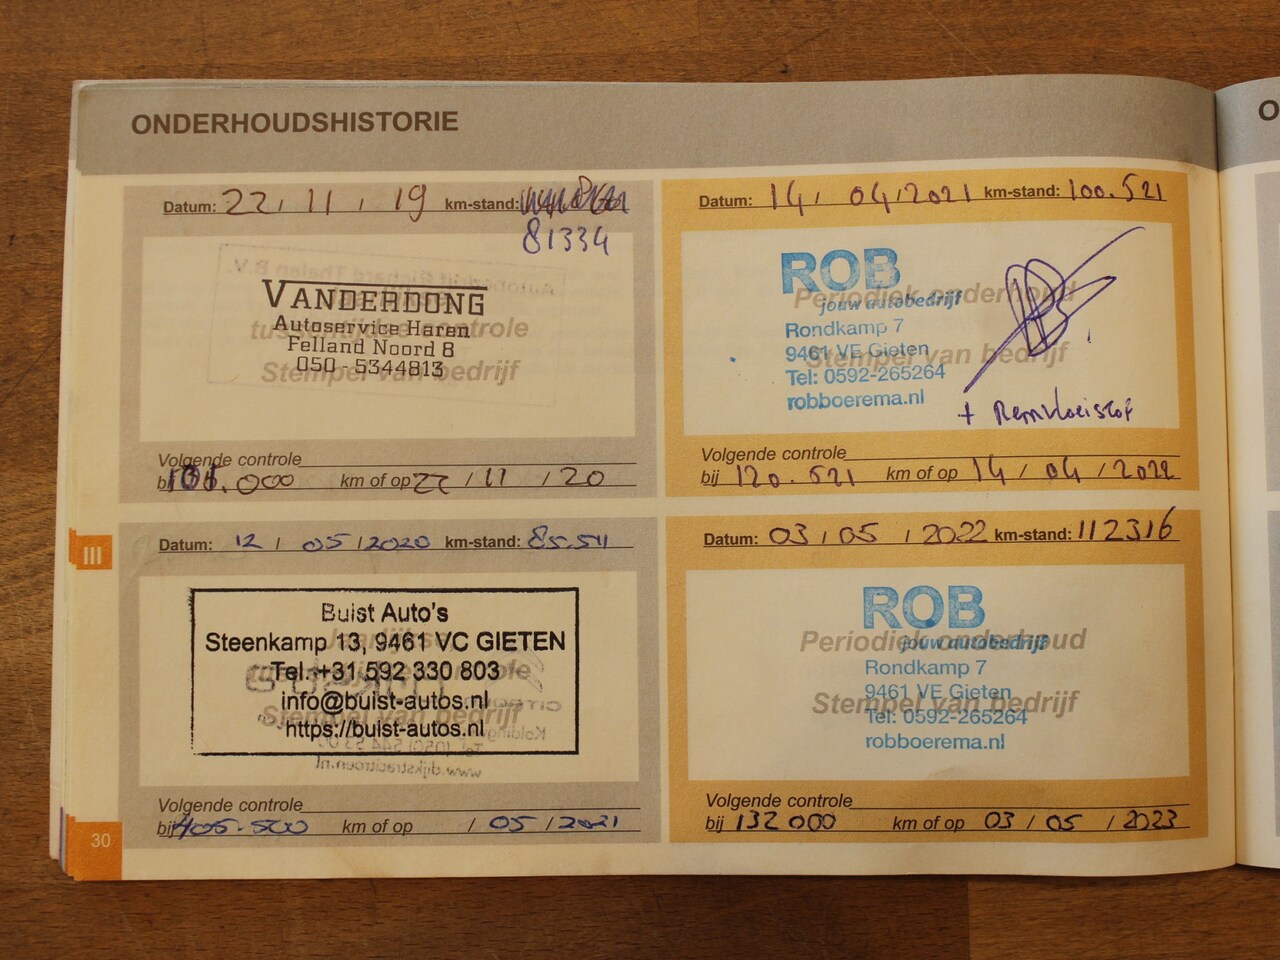 ONDERHOUDSHISTORIE
O
Datum: 22 / 11 / 19 km-stand:
81334
VANDERDONG
Autoservice Haren
tussentijdse controle
Felland Noord 8
050 - 5344813
Stempel van bedrijf
Volgende controle
bij 101.000 km of op 22 / 11 / 20
Datum: 14 / 04 / 2021 km-stand: 100.521
ROB
Periodiek onderhoud
jouw autobedrijf
Rondkamp 7
9461 VE Gieten
Stempel van bedrijf
Tel: 0592-265264
robboerema.nl
+ Remvloeistof
Volgende controle
bij 120.521 km of op 14 / 04 / 2022
III
Datum: 12 / 05 / 2020 km-stand: 85.511
Buist Auto's
Steenkamp 13, 9461 VC GIETEN
Tel.:+31 592 330 803
info@buist-autos.nl
Stempel van bedrijf
https://buist-autos.nl
Volgende controle
bij 105.500 km of op / 05 / 2021
Datum: 03 / 05 / 2022 km-stand: 112316
ROB
Periodiek onderhoud
jouw autobedrijf
Rondkamp 7
9461 VE Gieten
Stempel van bedrijf
Tel: 0592-265264
robboerema.nl
Volgende controle
bij 132 000 km of op 03 / 05 / 2023
30